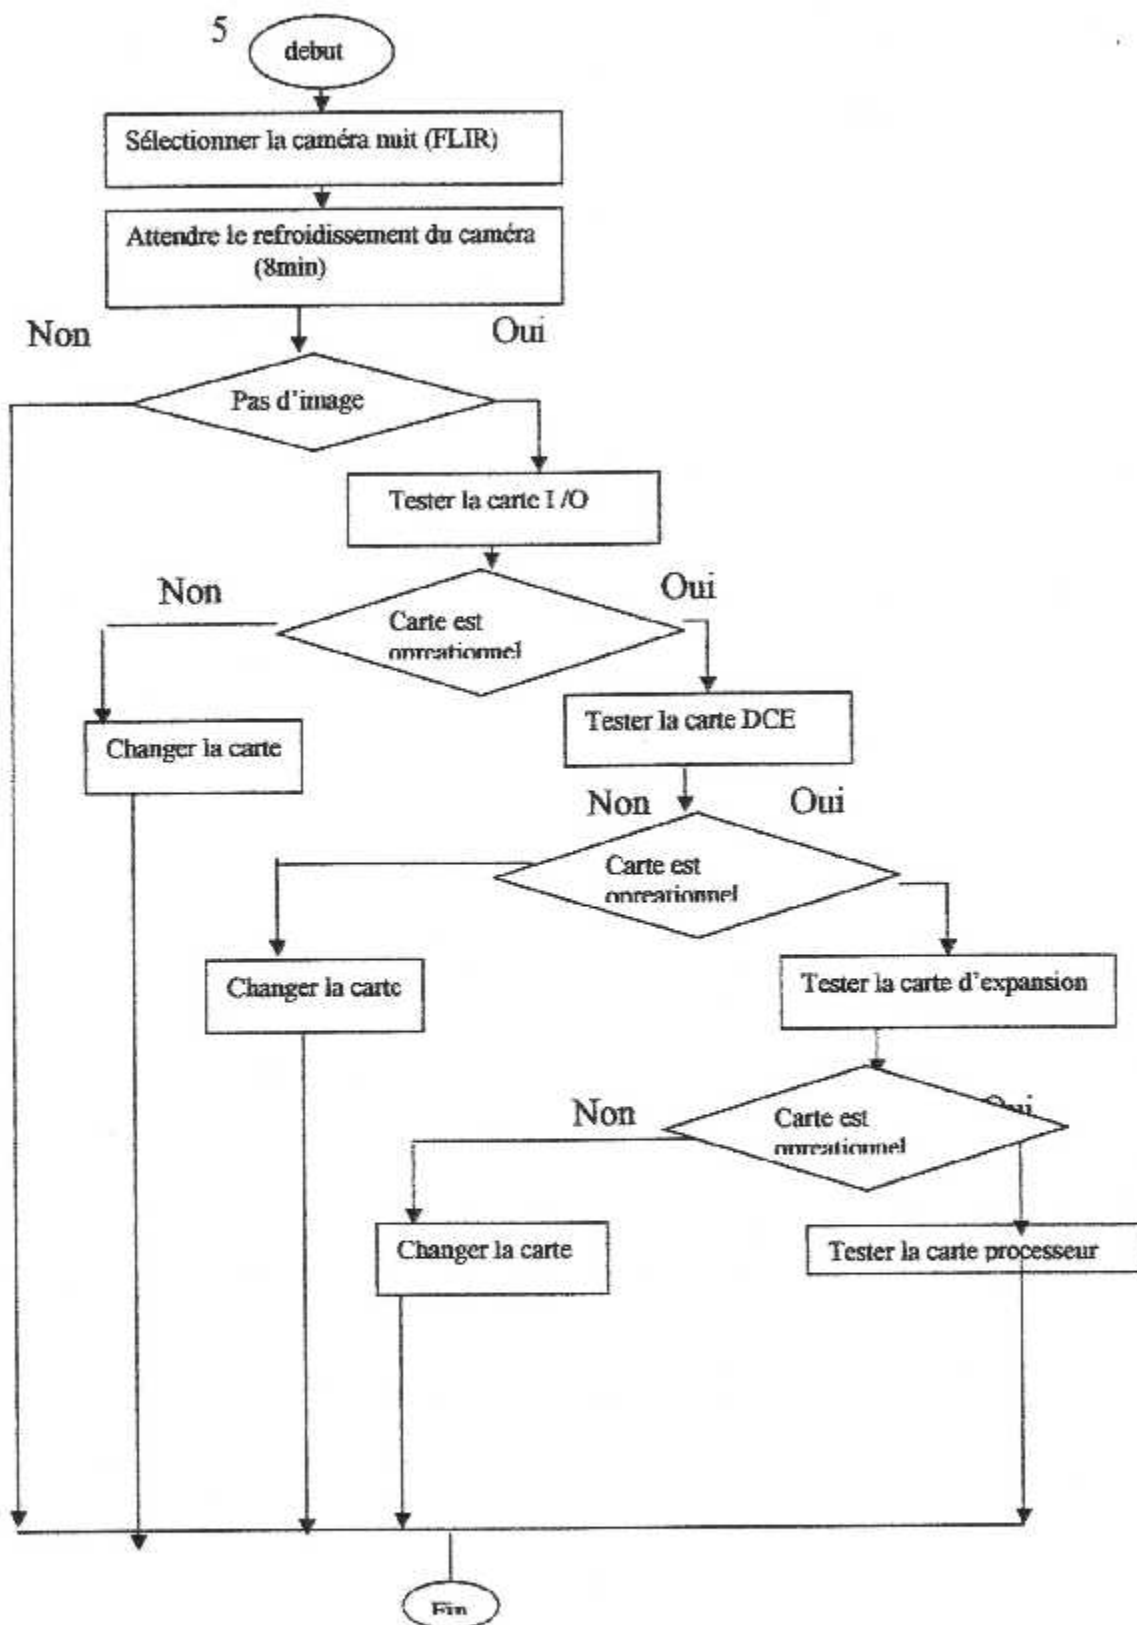 5
debut
Sélectionner la caméra nuit (FLIR)
Attendre le refroidissement du caméra
(8min)
Non
Oui
Pas d'image
Tester la carte I /O
Non
Oui
Carte est
opreationnel
Tester la carte DCE
Changer la carte
Non
Oui
Carte est
opreationnel
Changer la carte
Tester la carte d'expansion
Non
Oui
Carte est
opreationnel
Changer la carte
Tester la carte processeur
Fin